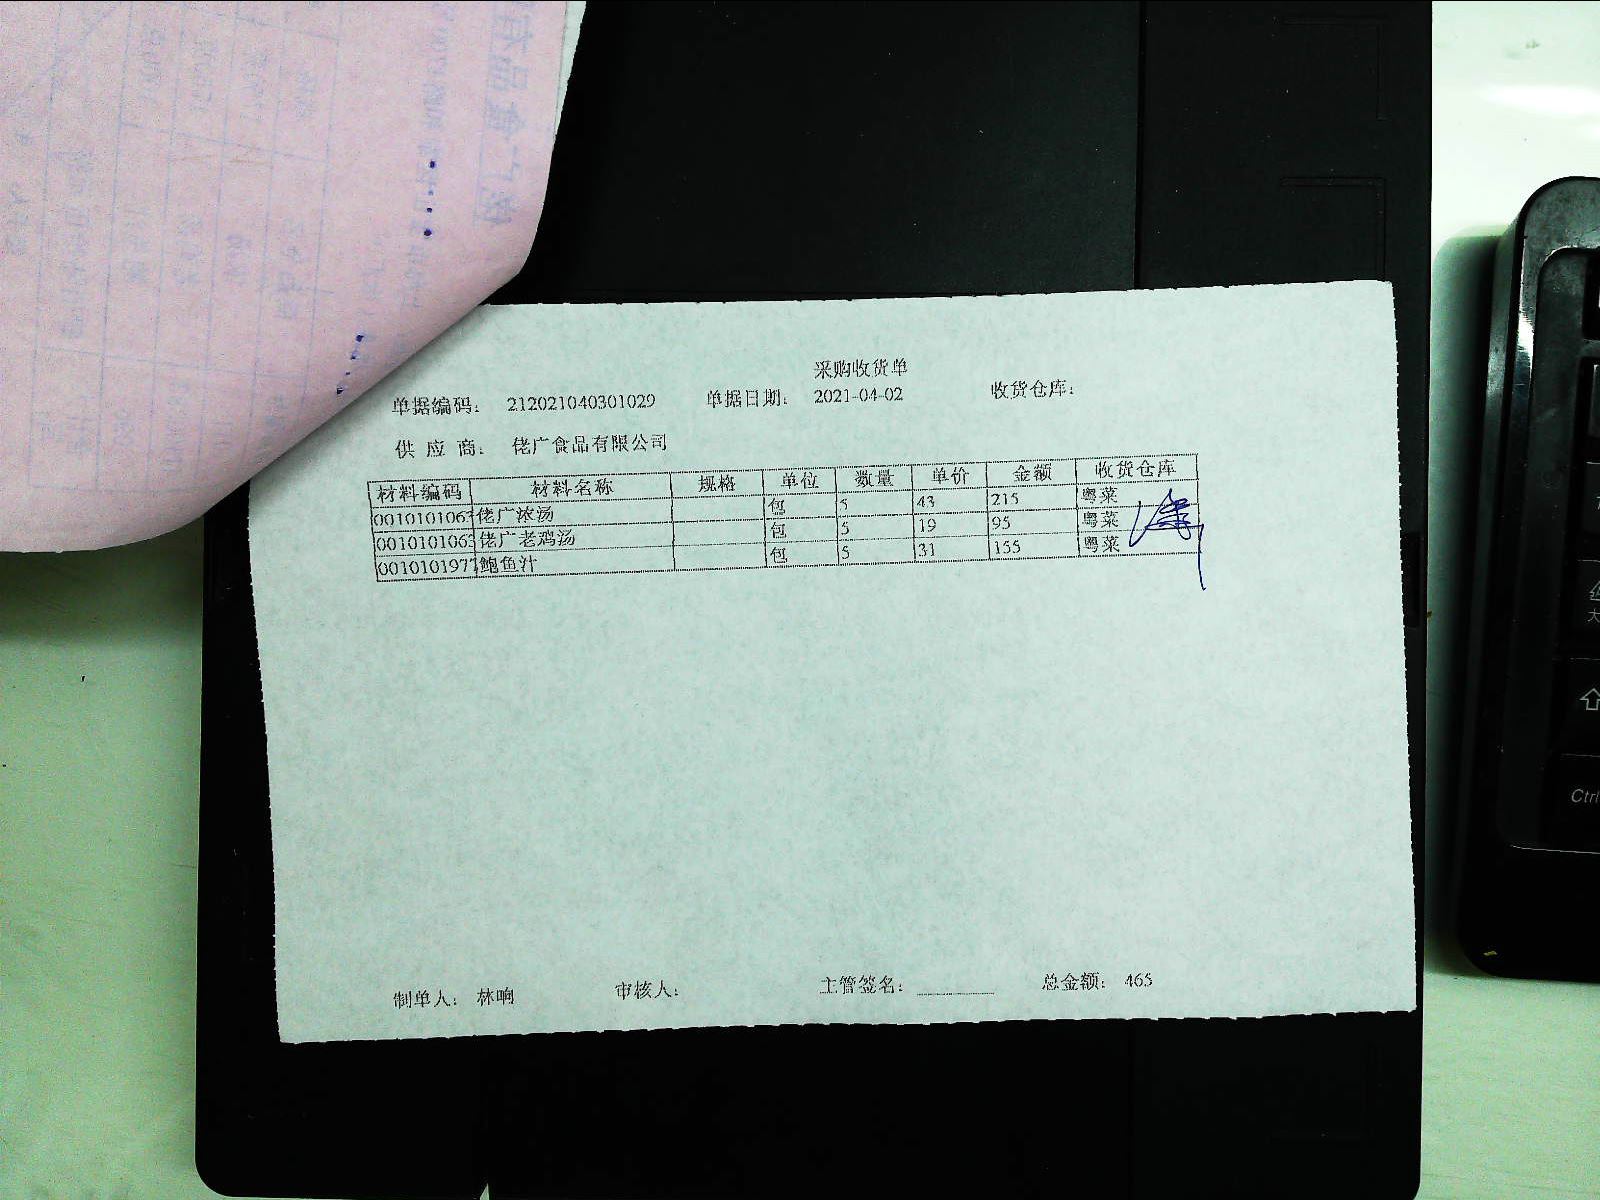 采购收货单
单据编码: 212021040301029 单据日期: 2021-04-02 收货仓库:
供应商: 佬广食品有限公司
材料编码 材料名称 规格 单位 数量 单价 金额 收货仓库
001010106 佬广浓汤 包 5 43 215 粤菜
001010106 佬广老鸡汤 包 5 19 95 粤菜
001010197 鲍鱼汁 包 5 31 155 粤菜
制单人: 林响 审核人: 主管签名: 总金额: 465
Ctrl